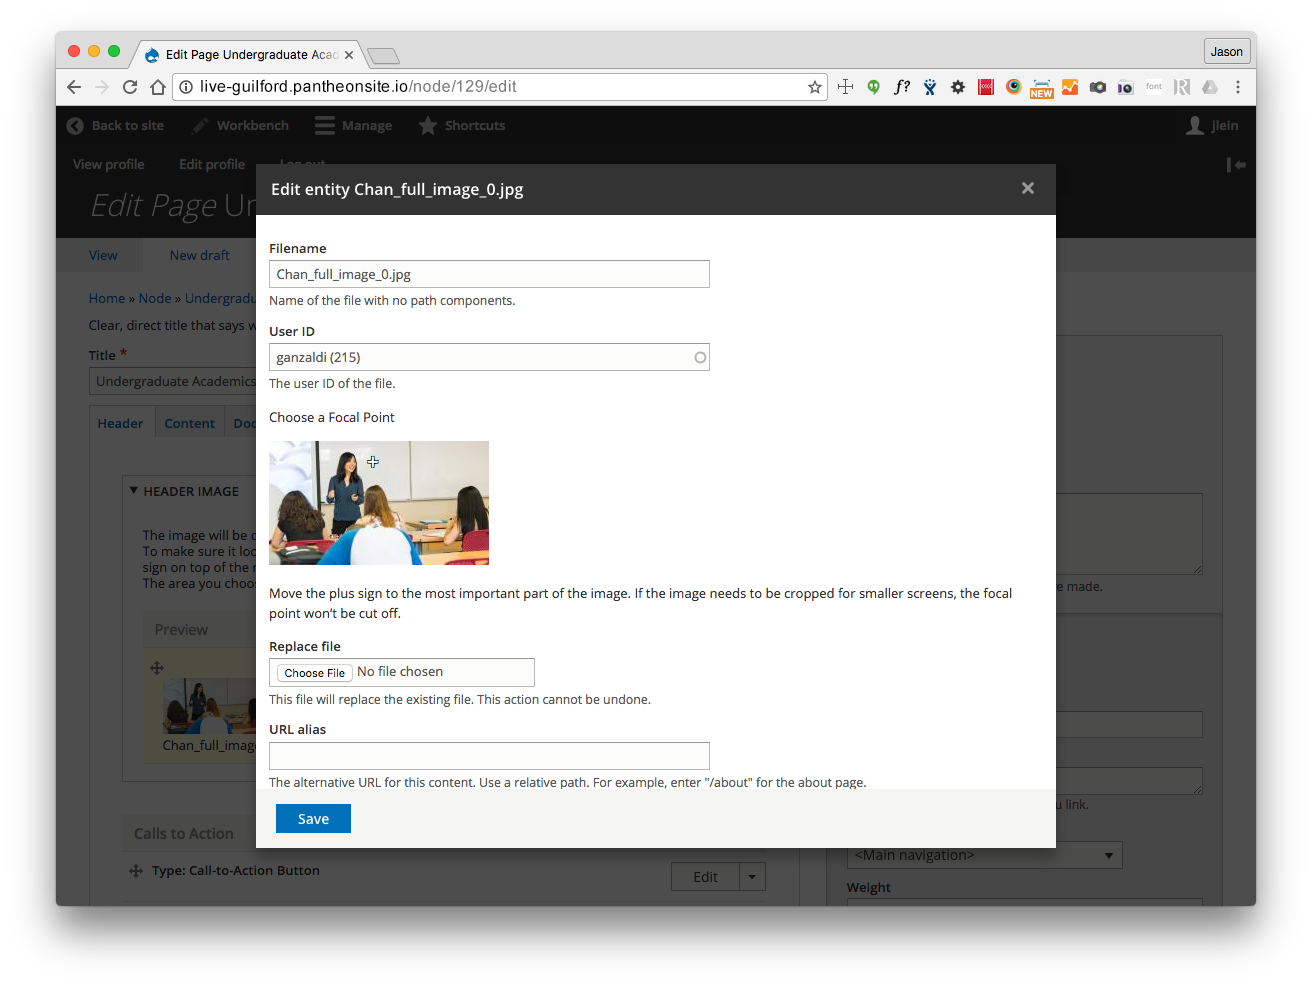 Edit Page Undergraduate Acad
Jason
live-guilford.pantheonsite.io/node/129/edit
f?
NEW
font
Back to site
Workbench
Manage
Shortcuts
jlein
View profile
Edit profile
Log out
Edit Page Un
Edit entity Chan_full_image_0.jpg
View
New draft
Home » Node » Undergradu
Clear, direct title that says w
Title *
Undergraduate Academics
Header
Content
Doc
HEADER IMAGE
The image will be c
To make sure it loo
sign on top of the
The area you choo
Preview
Chan_full_imag
Calls to Action
Type: Call-to-Action Button
Edit
Filename
Chan_full_image_0.jpg
Name of the file with no path components.
User ID
ganzaldi (215)
The user ID of the file.
Choose a Focal Point
Move the plus sign to the most important part of the image. If the image needs to be cropped for smaller screens, the focal
point won't be cut off.
Replace file
Choose File No file chosen
This file will replace the existing file. This action cannot be undone.
URL alias
The alternative URL for this content. Use a relative path. For example, enter "/about" for the about page.
Save
e made.
u link.
<Main navigation>
Weight